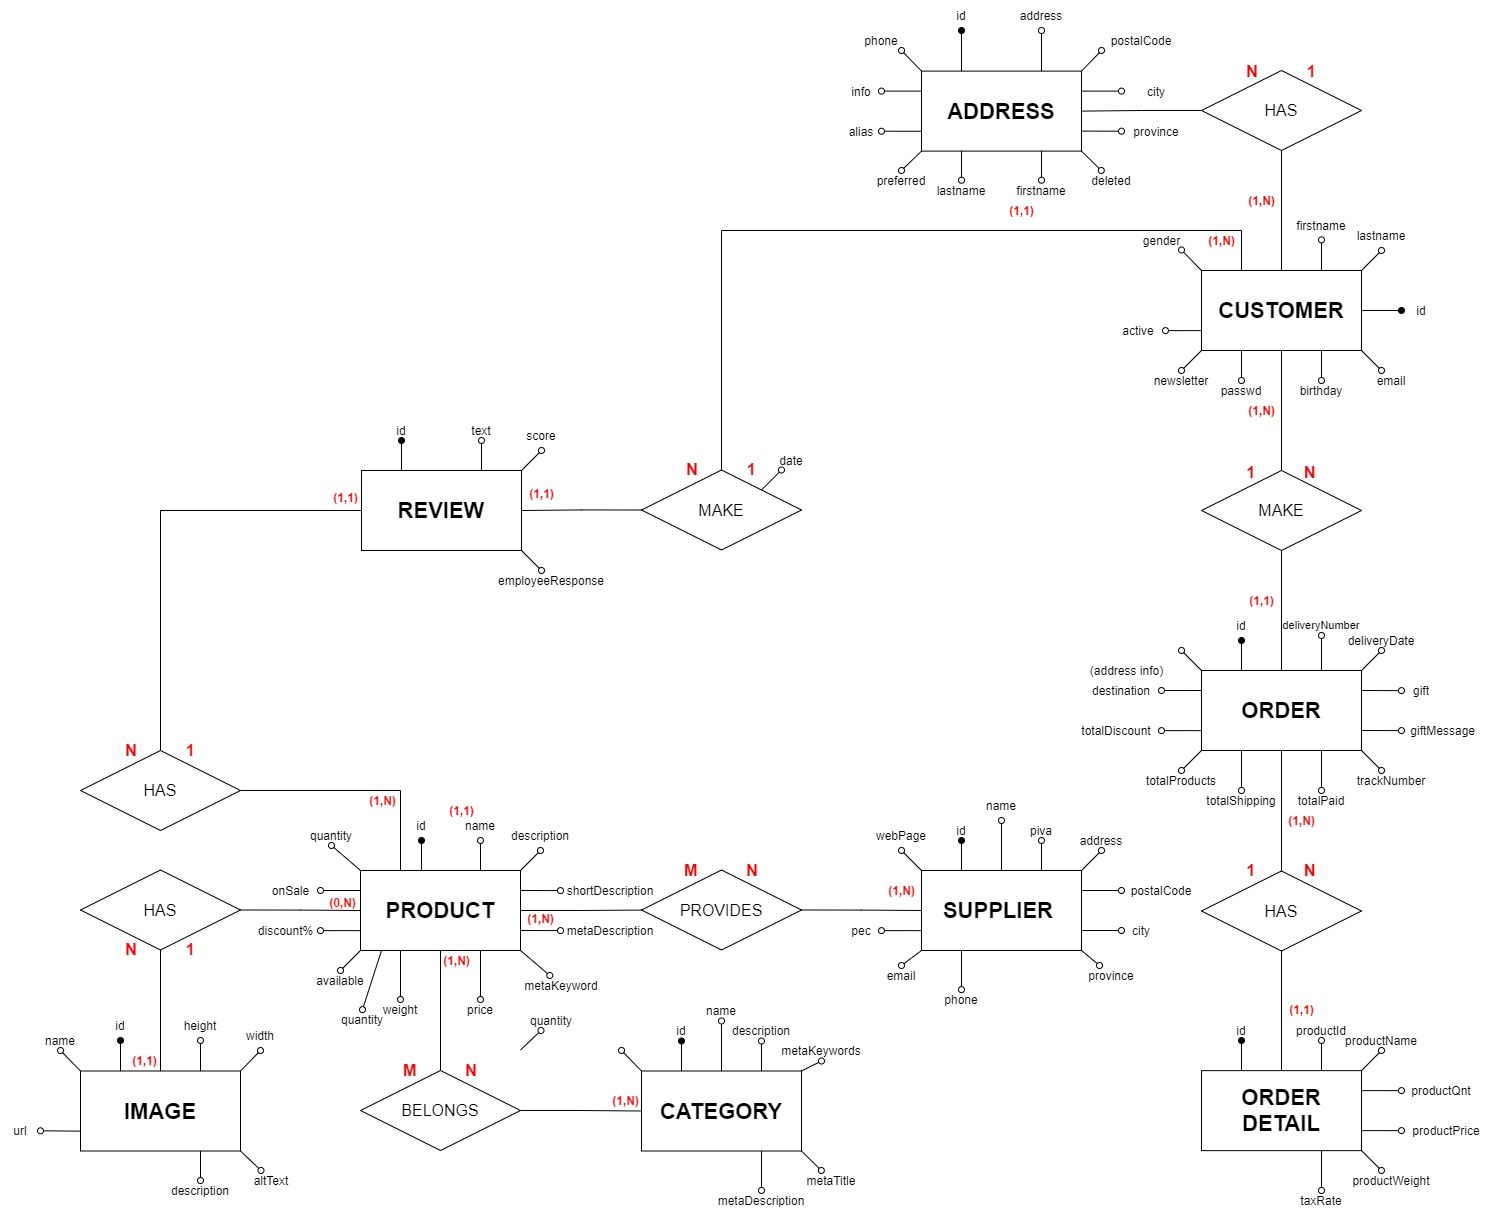 id
address
phone
postalCode
N
1
info
city
ADDRESS
HAS
alias
province
preferred
lastname
firstname
deleted
(1,1)
(1,N)
gender
(1,N)
firstname
lastname
CUSTOMER
id
active
newsletter
passwd
birthday
email
(1,N)
id
text
score
N
1
date
1
N
(1,1)
REVIEW
(1,1)
MAKE
MAKE
employeeResponse
(1,1)
id
deliveryNumber
deliveryDate
(address info)
destination
gift
ORDER
totalDiscount
giftMessage
totalProducts
totalShipping
totalPaid
trackNumber
(1,N)
N
1
HAS
(1,N)
(1,1)
quantity
id
name
description
webPage
id
name
piva
address
onSale
shortDescription
M
N
(1,N)
postalCode
1
N
HAS
(0,N)
PRODUCT
(1,N)
PROVIDES
SUPPLIER
HAS
discount%
metaDescription
pec
city
N
1
(1,N)
available
metaKeyword
email
province
quantity
weight
price
phone
quantity
name
id
height
width
(1,1)
M
N
id
name
description
metaKeywords
(1,1)
id
productId
productName
IMAGE
BELONGS
(1,N)
CATEGORY
ORDER
DETAIL
productQnt
url
productPrice
description
altText
metaTitle
metaDescription
productWeight
taxRate